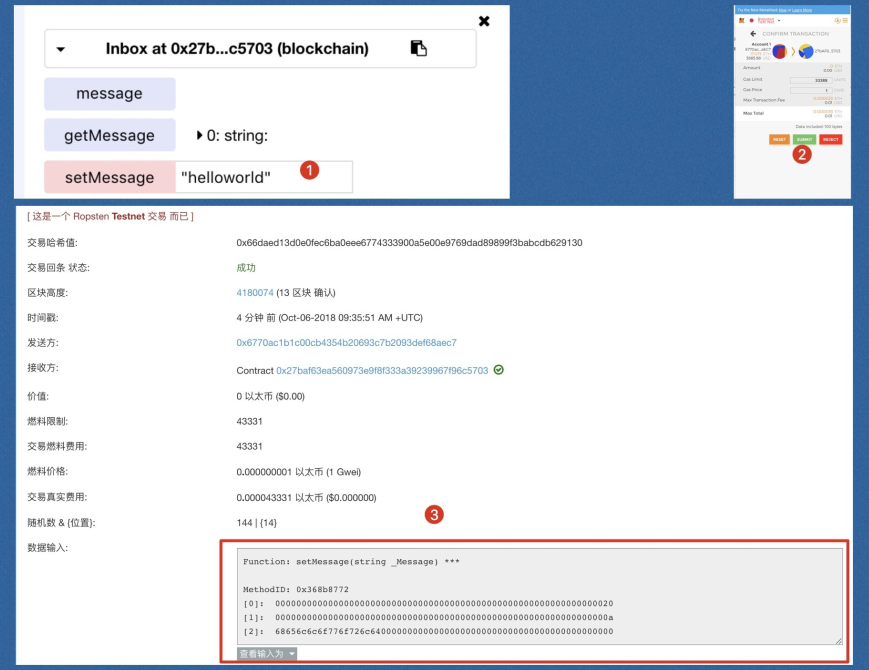 Inbox at 0x27b...c5703 (blockchain)
message
getMessage
0: string:
setMessage
"helloworld"
1
CONFIRM TRANSACTION
Account 1
Amount
Gas Limit
Gas Price
1
Max Transaction Fee
Max Total
Data included: 100 bytes
RESET
SUBMIT
REJECT
2
[ 这是一个 Ropsten Testnet 交易 而已 ]
交易哈希值:
0x66daed13d0e0fec6ba0eee6774333900a5e00e9769dad89899f3babcdb629130
交易回条 状态:
成功
区块高度:
4180074 (13 区块 确认)
时间戳:
4 分钟 前 (Oct-06-2018 09:35:51 AM +UTC)
发送方:
0x6770ac1b1c00cb4354b20693c7b2093def68aec7
接收方:
Contract 0x27baf63ea560973e9f8f333a39239967f96c5703
价值:
0 以太币 ($0.00)
燃料限制:
43331
交易燃料费用:
43331
燃料价格:
0.000000001 以太币 (1 Gwei)
交易真实费用:
0.000043331 以太币 ($0.000000)
随机数 & {位置}:
144 | {14}
3
数据输入:
Function: setMessage(string _Message) ***
MethodID: 0x368b8772
[0]: 0000000000000000000000000000000000000000000000000000000000000020
[1]: 000000000000000000000000000000000000000000000000000000000000000a
[2]: 68656c6c6f776f726c6400000000000000000000000000000000000000000000
查看输入为